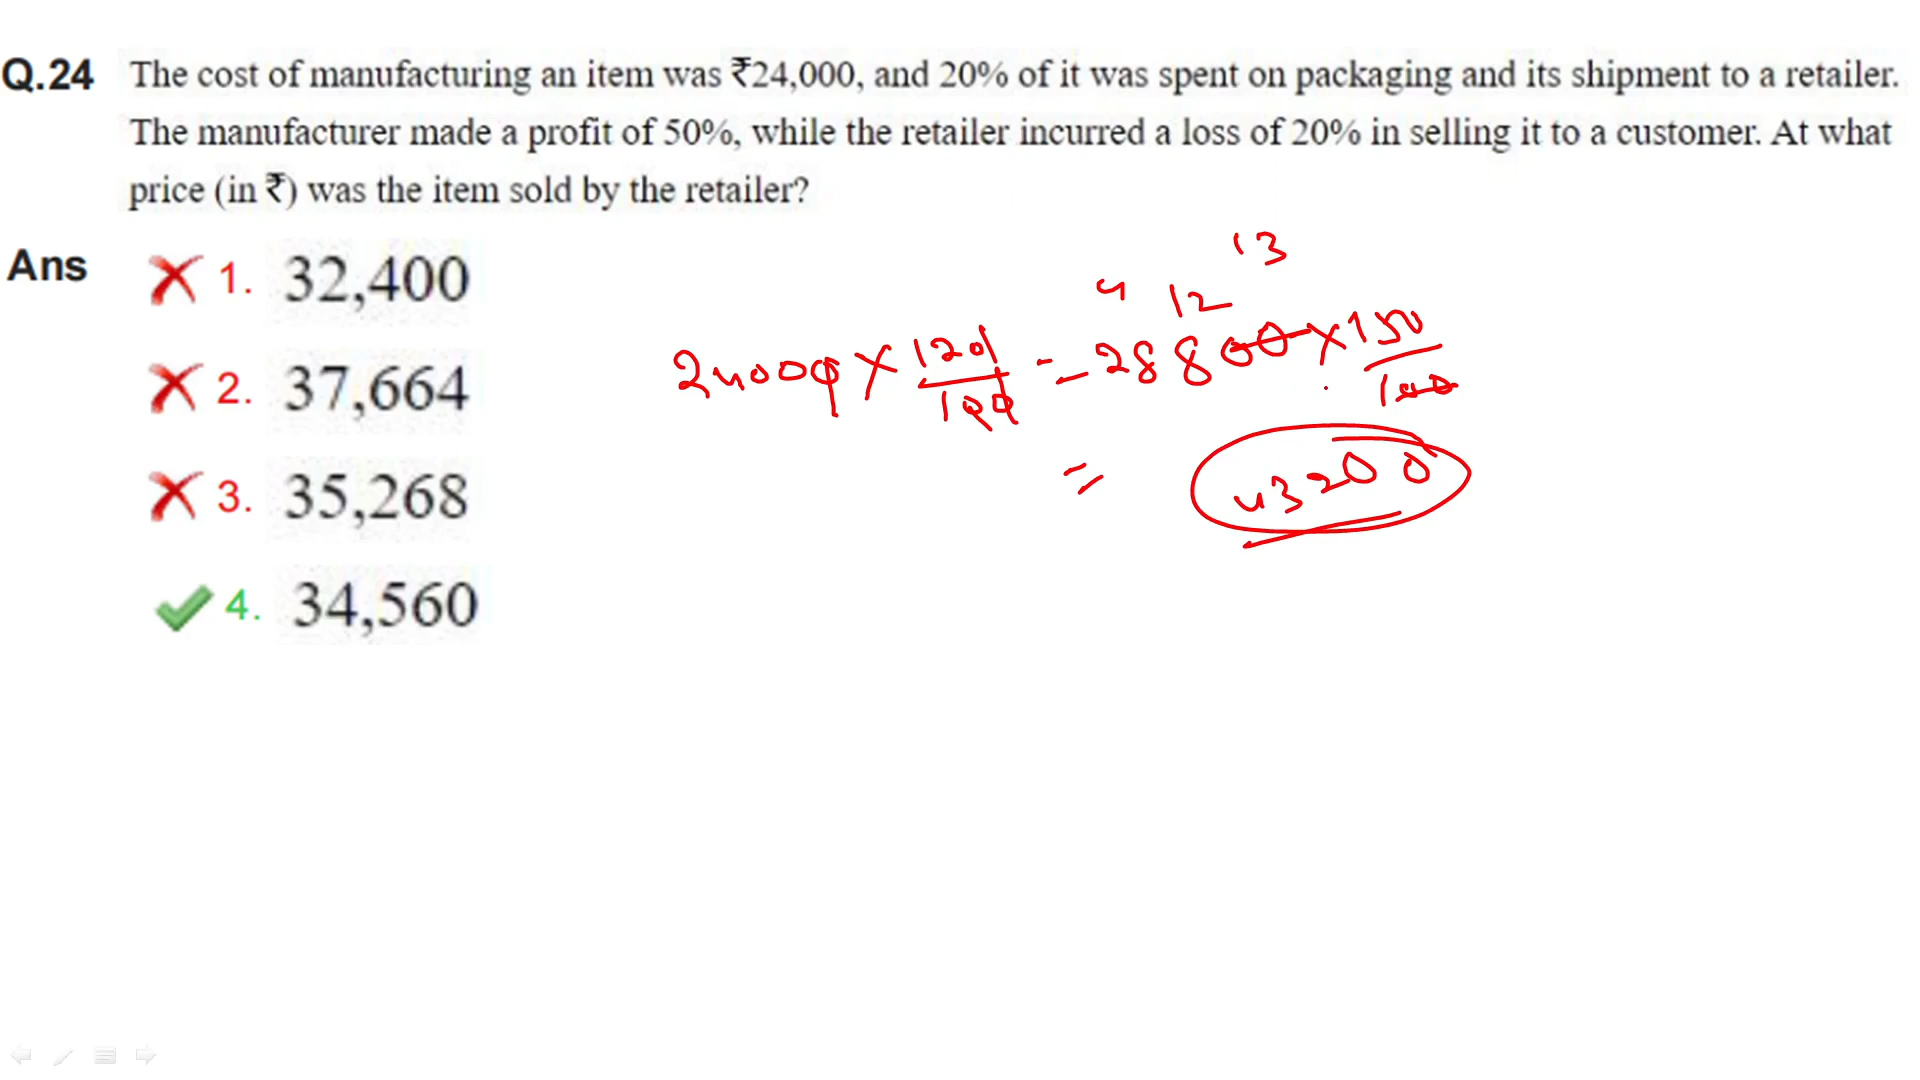 Q.24 The cost of manufacturing an item was ₹24,000, and 20% of it was spent on packaging and its shipment to a retailer.
The manufacturer made a profit of 50%, while the retailer incurred a loss of 20% in selling it to a customer. At what
price (in ₹) was the item sold by the retailer?
Ans 1. 32,400
2. 37,664
3. 35,268
4. 34,560
13
4 12
24000 × 120/100 = 28800 × 150/100
= 43200